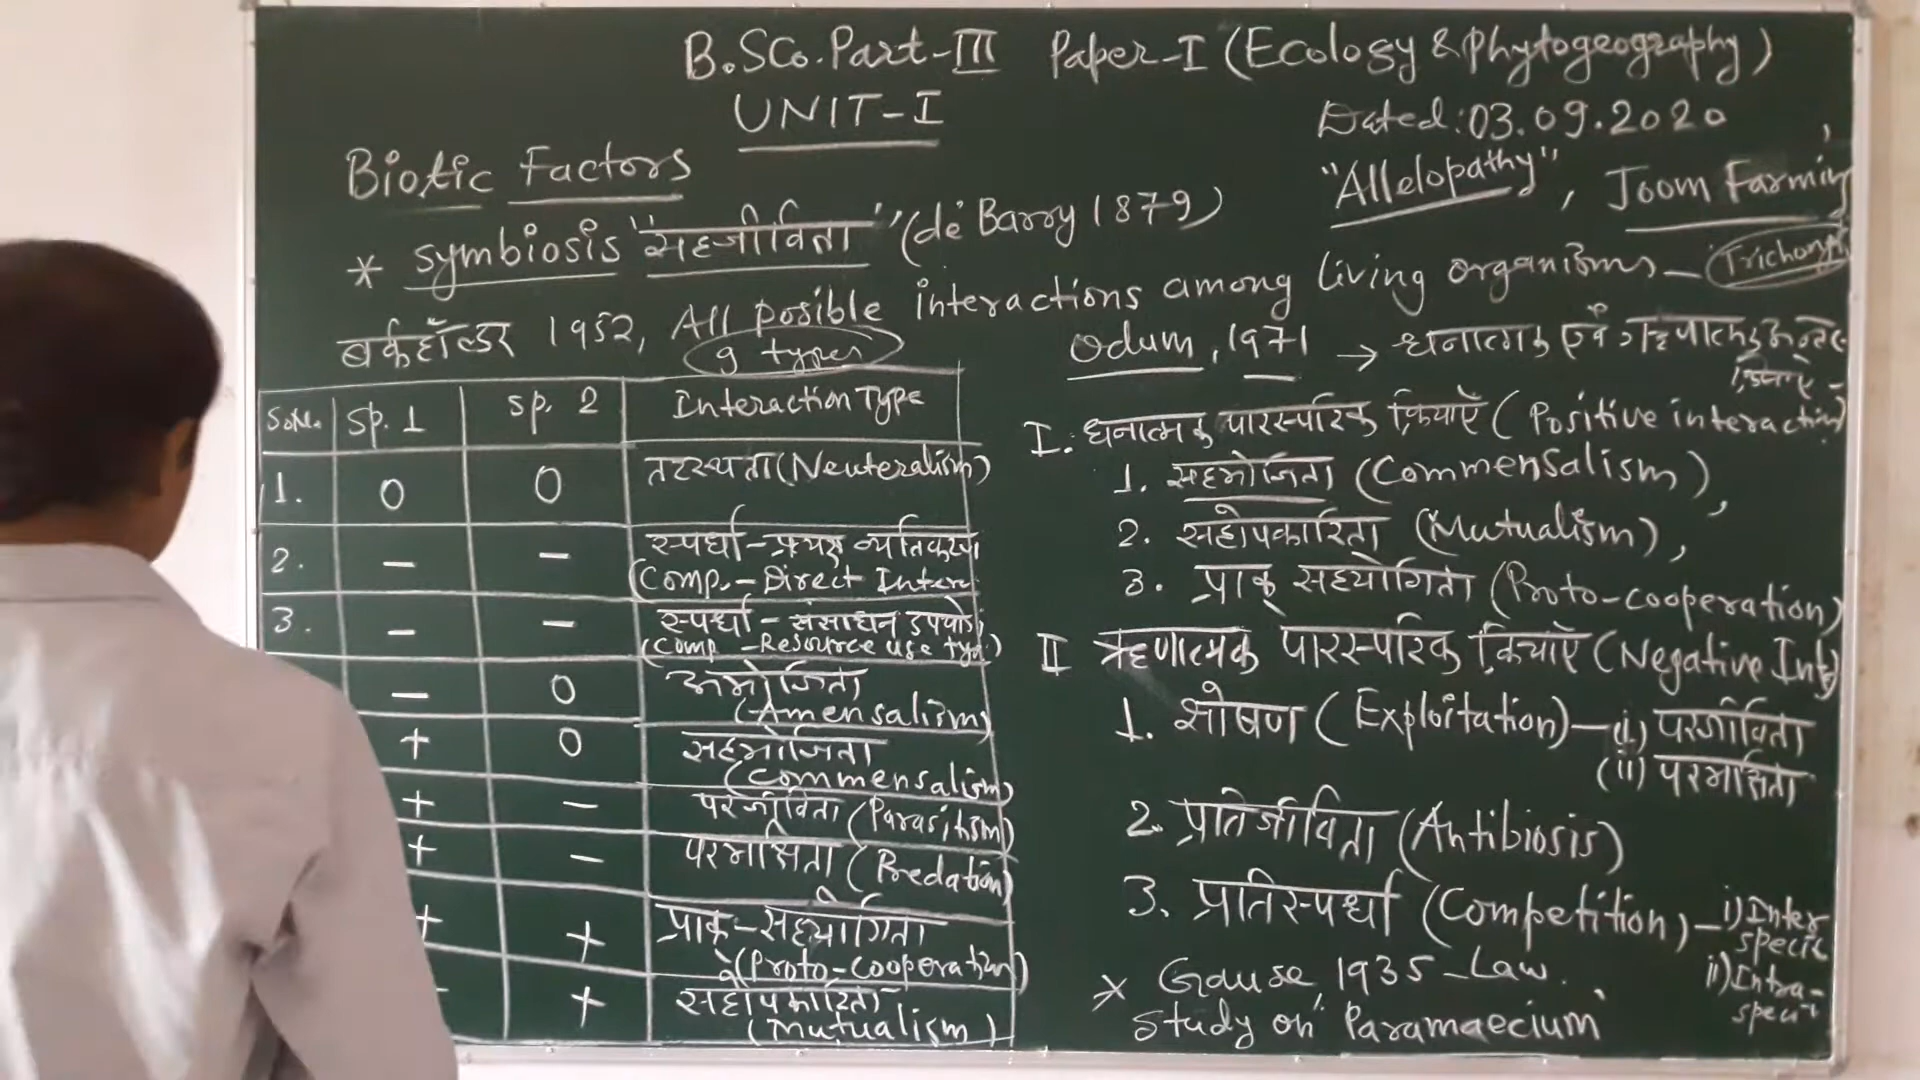 B.Sc. Part-III Paper-I (Ecology & Phytogeography)
UNIT-I
Dated: 03.09.2020
Biotic Factors
"Allelopathy", Joom Farming
* Symbiosis "सहजीविता" (de' Barry 1879)
बर्कहॉल्डर 1952, All posible interactions among living organisms –
9 types
Odum, 1971 → धनात्मक एवं
S.No. Sp. 1 Sp. 2 Interaction Type
1. 0 0 तटस्थता (Neuteralism)
2. – – स्पर्धा – प्रत्यक्ष
(Comp. – Direct Inter
3. – – स्पर्धा – संसाधन उपयोग
(Comp – Resource use type)
– 0 अमोजिता
(Amensalism)
+ 0 सहभोजिता
(Commensalism)
+ – परजीविता (Parasitism)
+ – परभक्षिता (Predation)
+ + प्राक्-सहयोगिता
(Proto-Cooperation)
+ सहोपकारिता
(Mutualism)
I. धनात्मक पारस्परिक क्रियाएँ (Positive interaction)
1. सहभोजिता (Commensalism),
2. सहोपकारिता (Mutualism),
3. प्राक् सहयोगिता (Proto-cooperation)
II ऋणात्मक पारस्परिक क्रियाएँ (Negative Int)
1. शोषण (Exploitation) – (i) परजीविता
(ii) परभक्षिता
2. प्रतिजीविता (Antibiosis)
3. प्रतिस्पर्धा (Competition) – i) Inter
specic
ii) Intra-
* Gause, 1935 – Law.
Study on Paramaecium